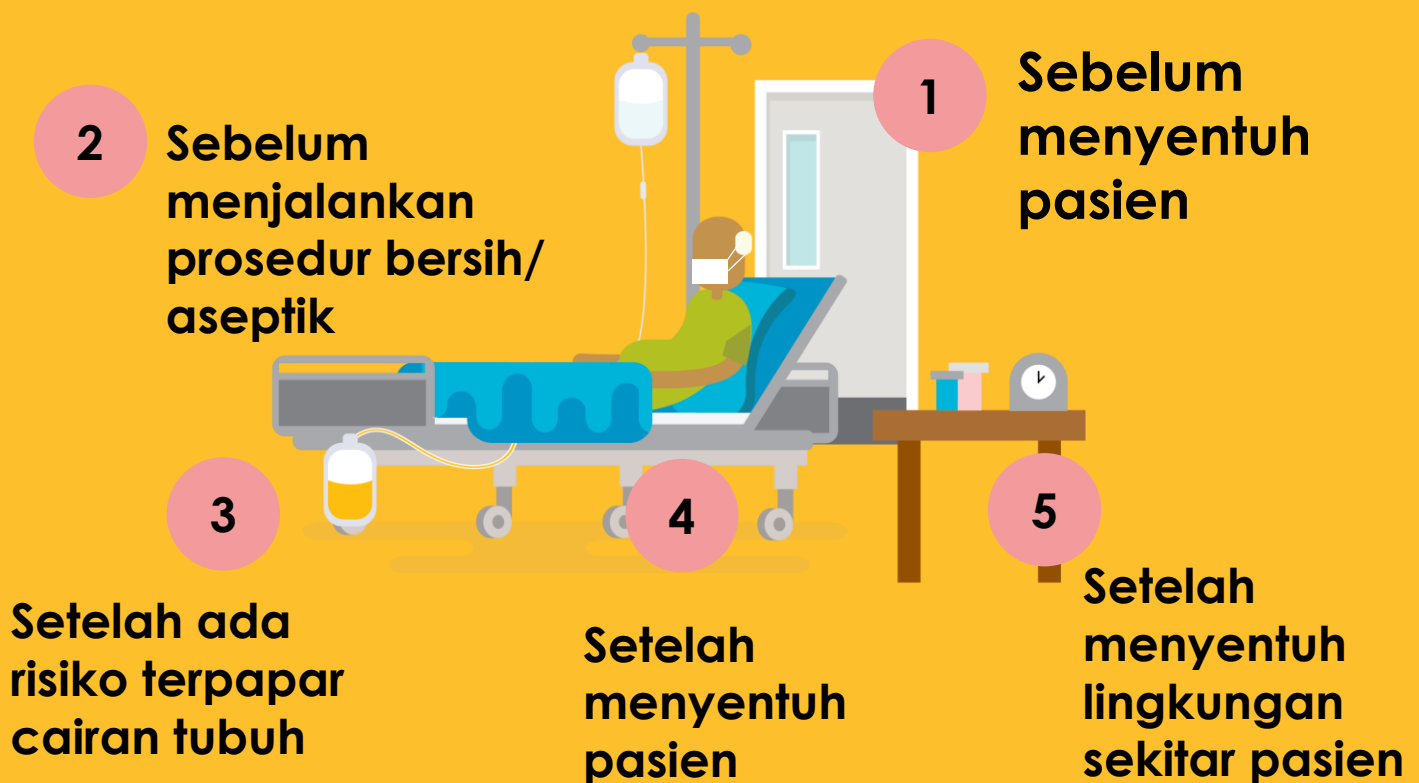 1
Sebelum
menyentuh
pasien
2
Sebelum
menjalankan
prosedur bersih/
aseptik
3
Setelah ada
risiko terpapar
cairan tubuh
4
Setelah
menyentuh
pasien
5
Setelah
menyentuh
lingkungan
sekitar pasien